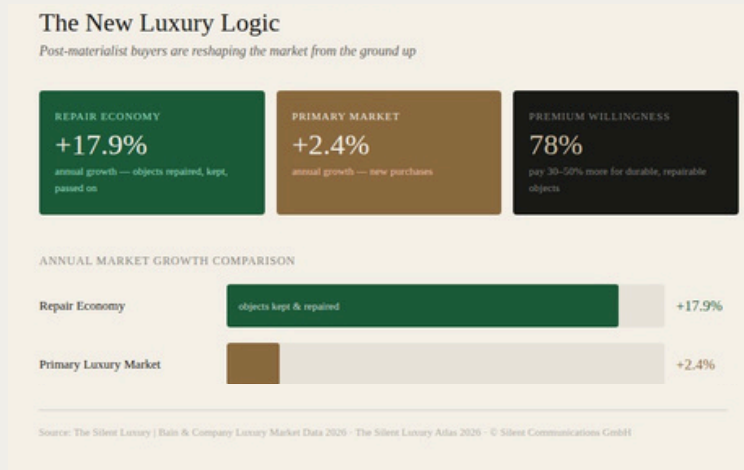 The New Luxury Logic
Post-materialist buyers are reshaping the market from the ground up
REPAIR ECONOMY
+17.9%
annual growth — objects repaired, kept,
passed on
PRIMARY MARKET
+2.4%
annual growth — new purchases
PREMIUM WILLINGNESS
78%
pay 30–50% more for durable, repairable
objects
ANNUAL MARKET GROWTH COMPARISON
Repair Economy
objects kept & repaired
+17.9%
Primary Luxury Market
+2.4%
Source: The Silent Luxury | Bain & Company Luxury Market Data 2026 · The Silent Luxury Atlas 2026 · © Silent Communications GmbH